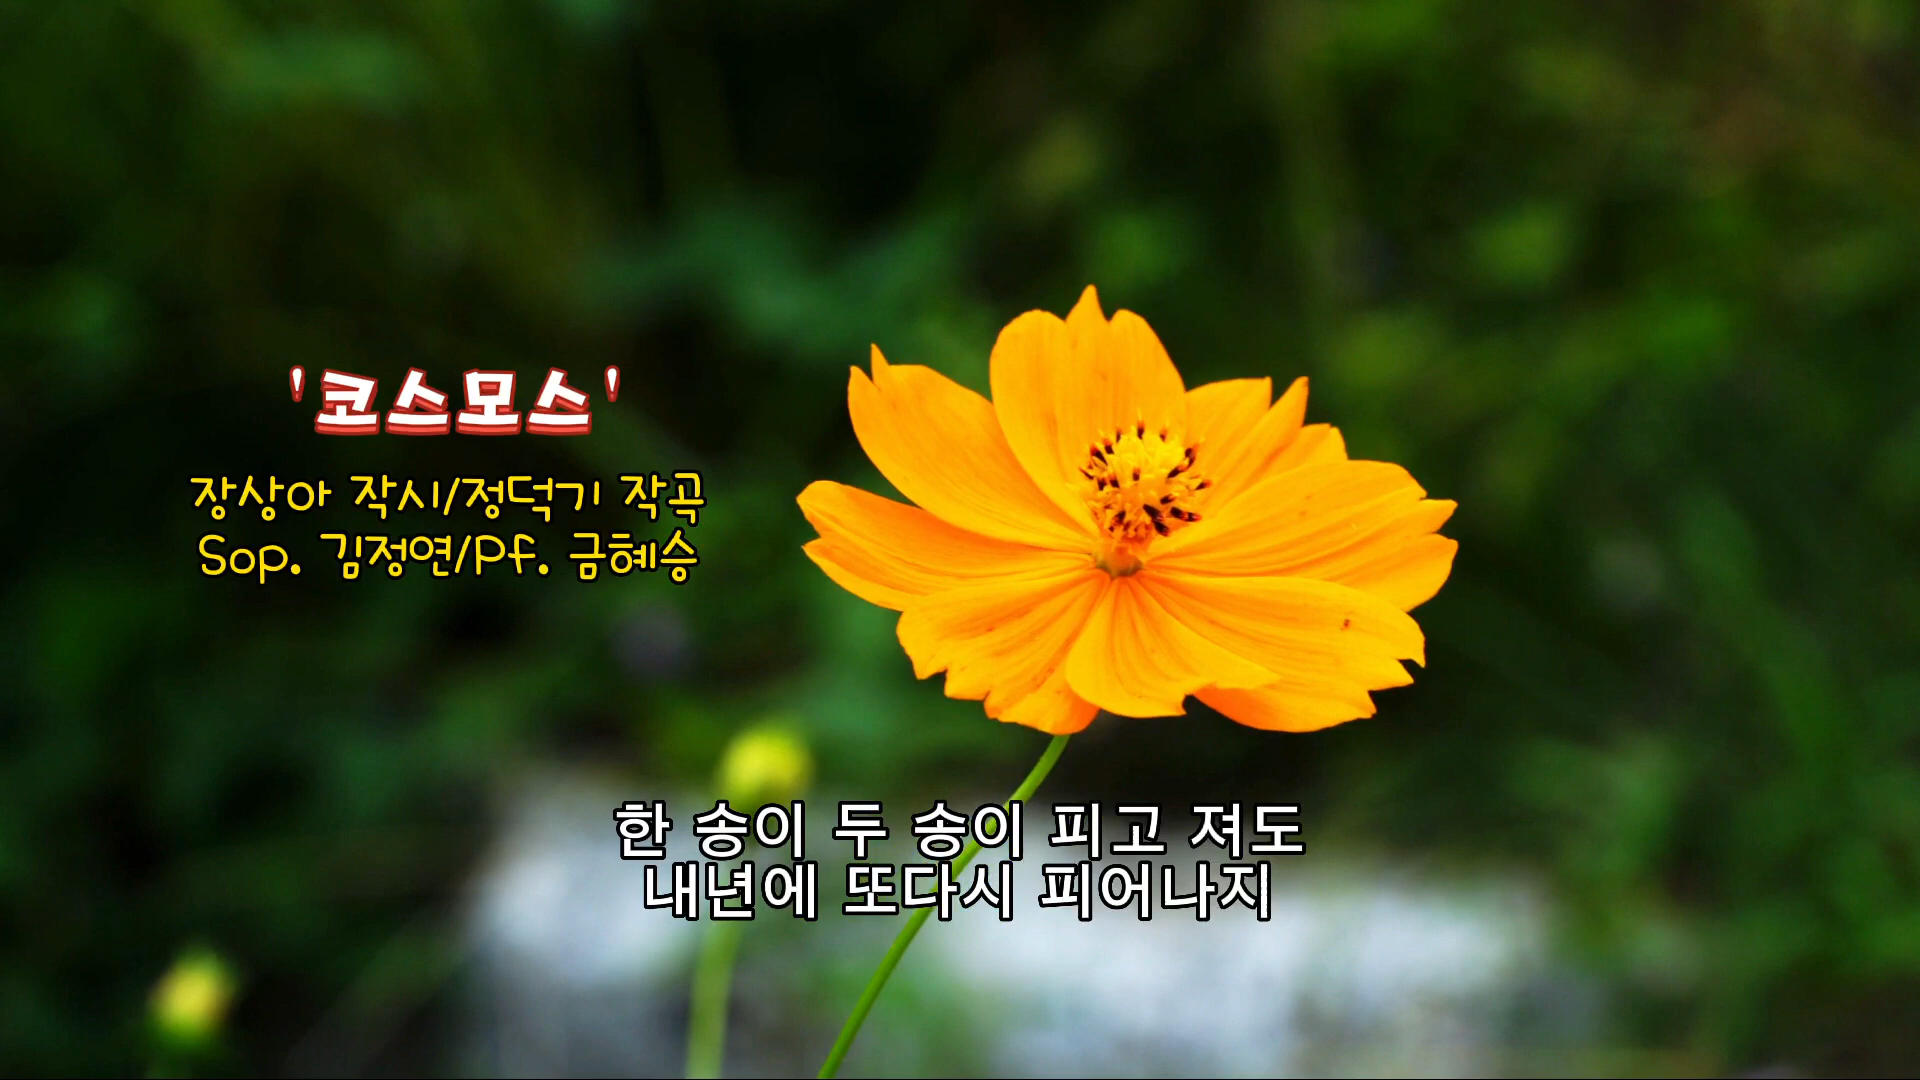 '코스모스'
장상아 작시/정덕기 작곡
Sop. 김정연/Pf. 금혜승
한 송이 두 송이 피고 져도
내년에 또다시 피어나지